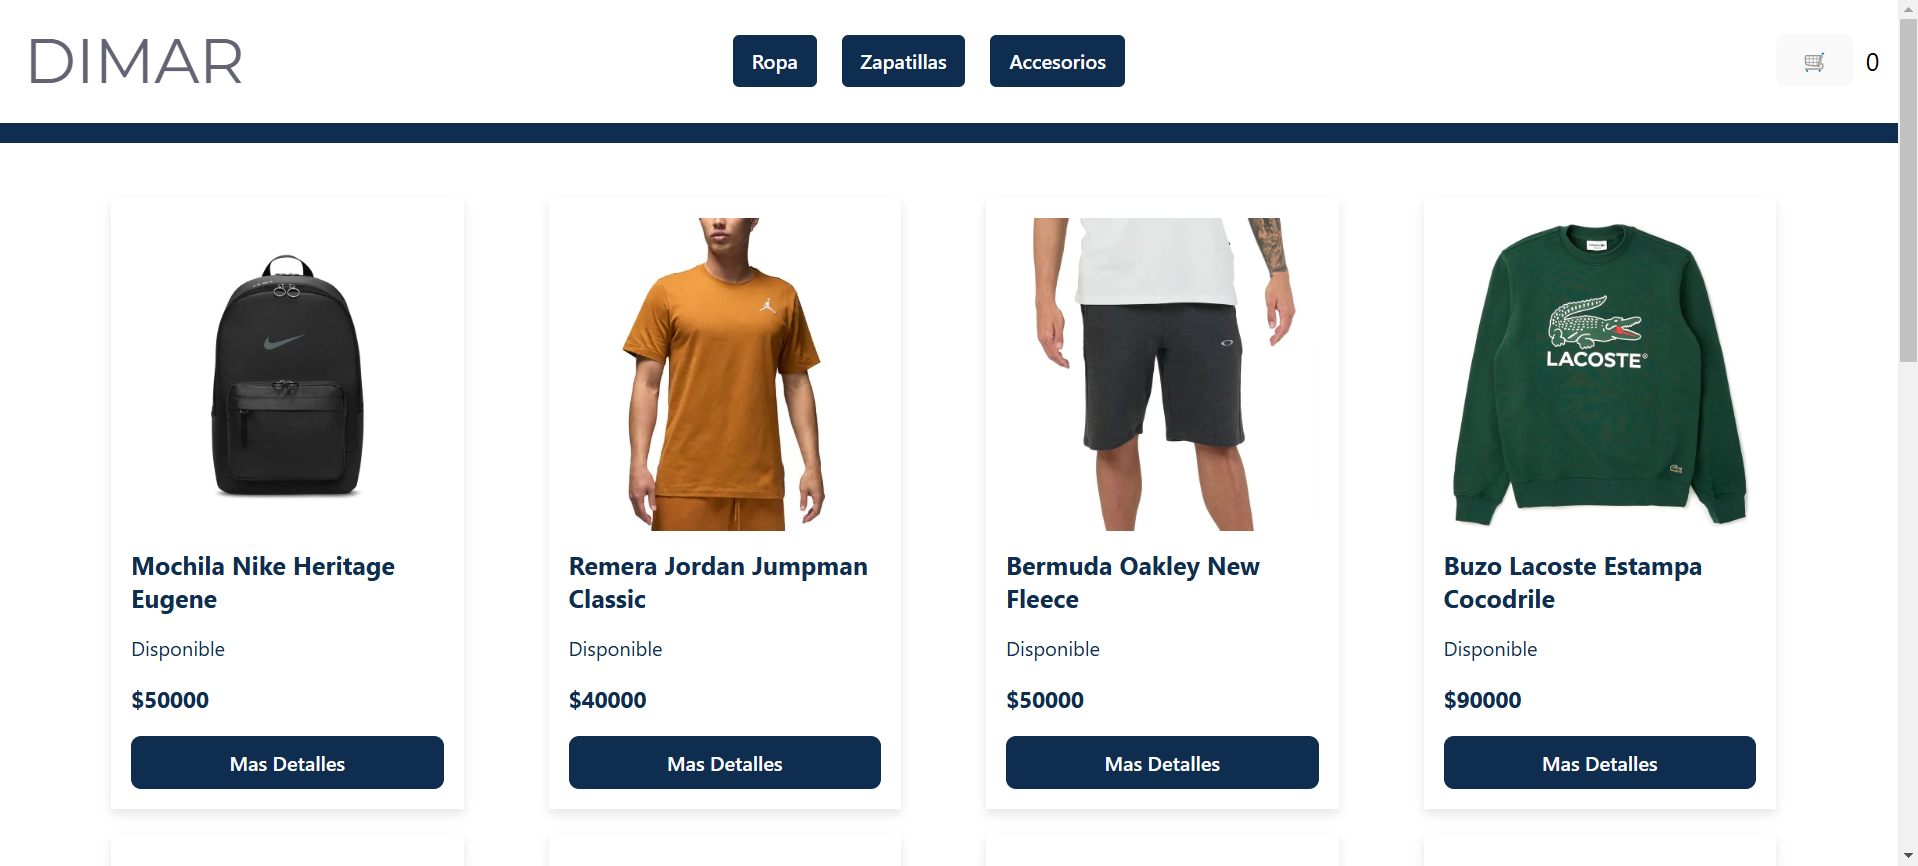 DIMAR
Ropa
Zapatillas
Accesorios
0
LACOSTE
Mochila Nike Heritage
Eugene
Disponible
$50000
Mas Detalles
Remera Jordan Jumpman
Classic
Disponible
$40000
Mas Detalles
Bermuda Oakley New
Fleece
Disponible
$50000
Mas Detalles
Buzo Lacoste Estampa
Cocodrile
Disponible
$90000
Mas Detalles